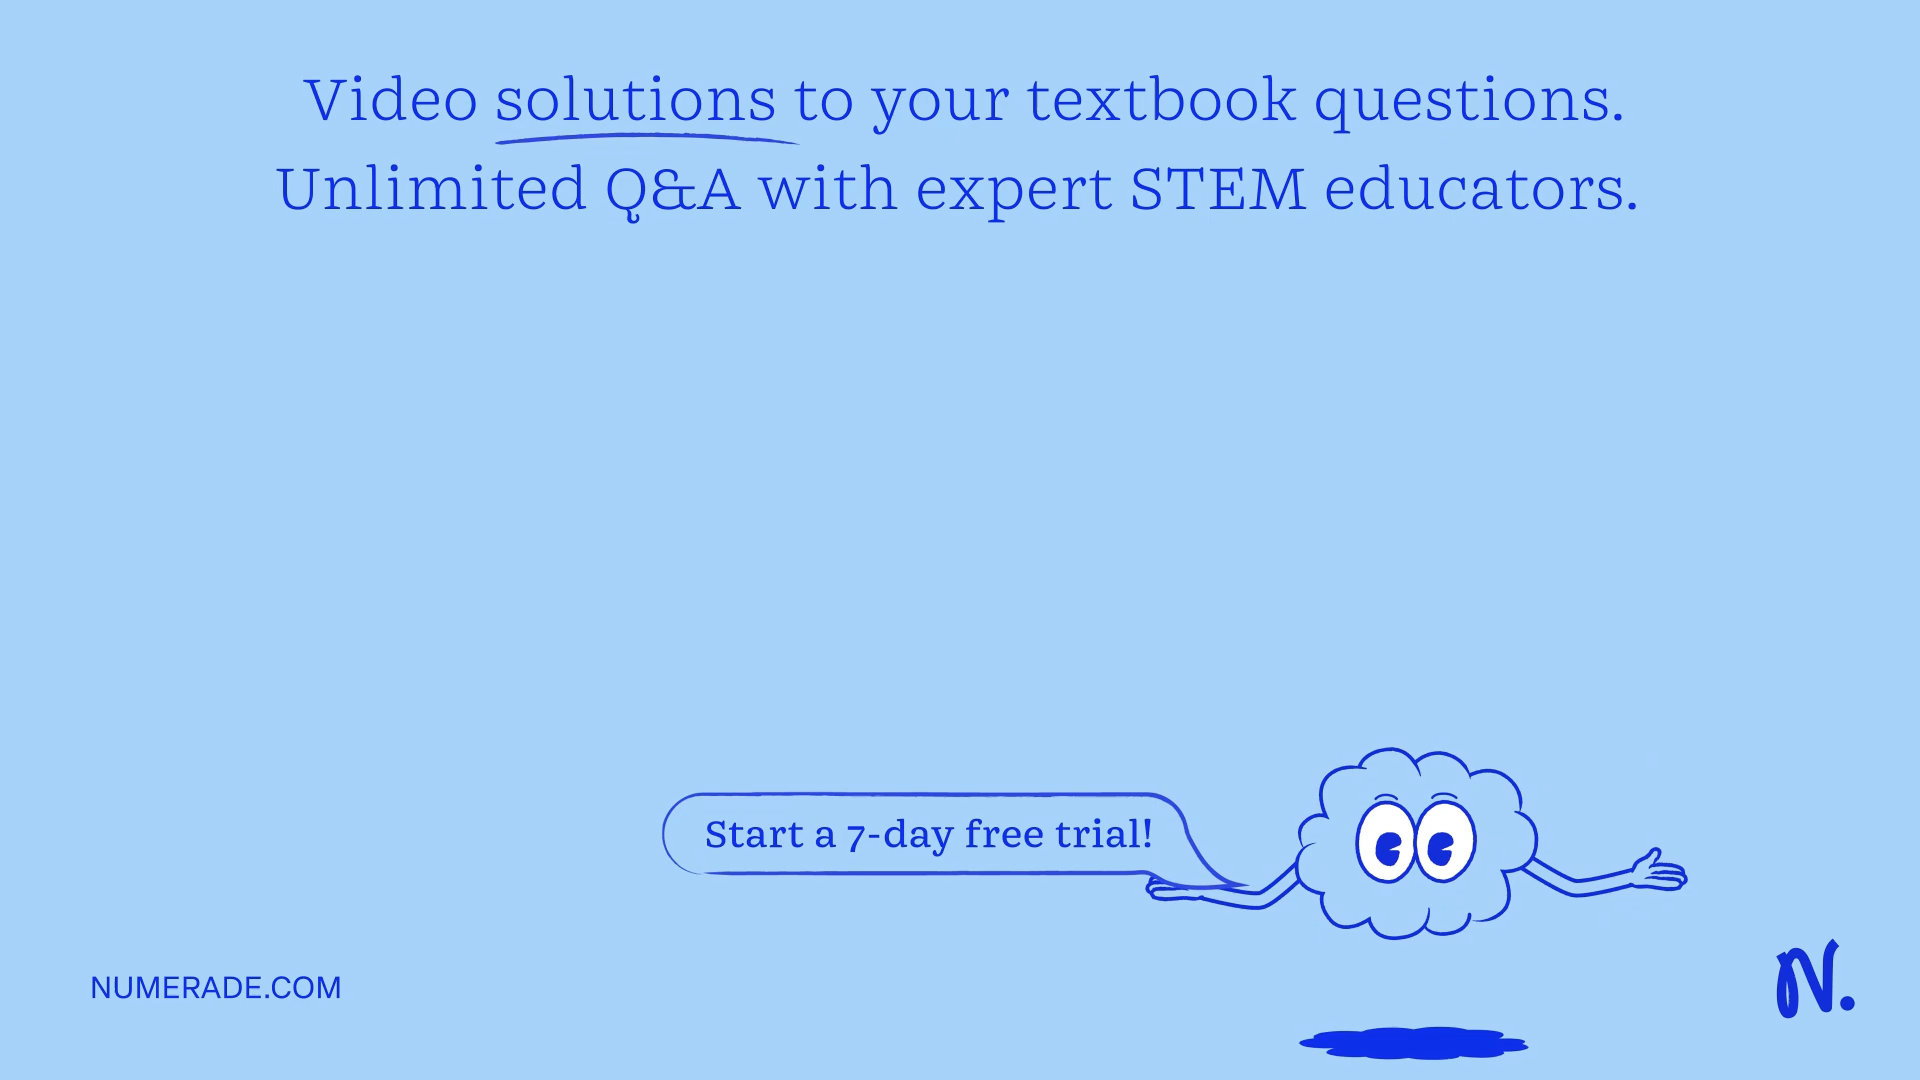 Video solutions to your textbook questions.
Unlimited Q&A with expert STEM educators.
Start a 7-day free trial!
NUMERADE.COM
N.